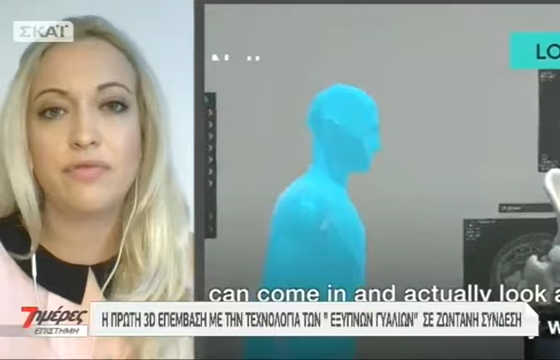 ΣΚΑΪ
LO
can come in and actually look a
y w
7 ημέρες
ΕΠΙΣΤΗΜΗ
Η ΠΡΩΤΗ 3D ΕΠΕΜΒΑΣΗ ΜΕ ΤΗΝ ΤΕΧΝΟΛΟΓΙΑ ΤΩΝ " ΕΞΥΠΝΩΝ ΓΥΑΛΙΩΝ" ΣΕ ΖΩΝΤΑΝΗ ΣΥΝΔΕΣΗ